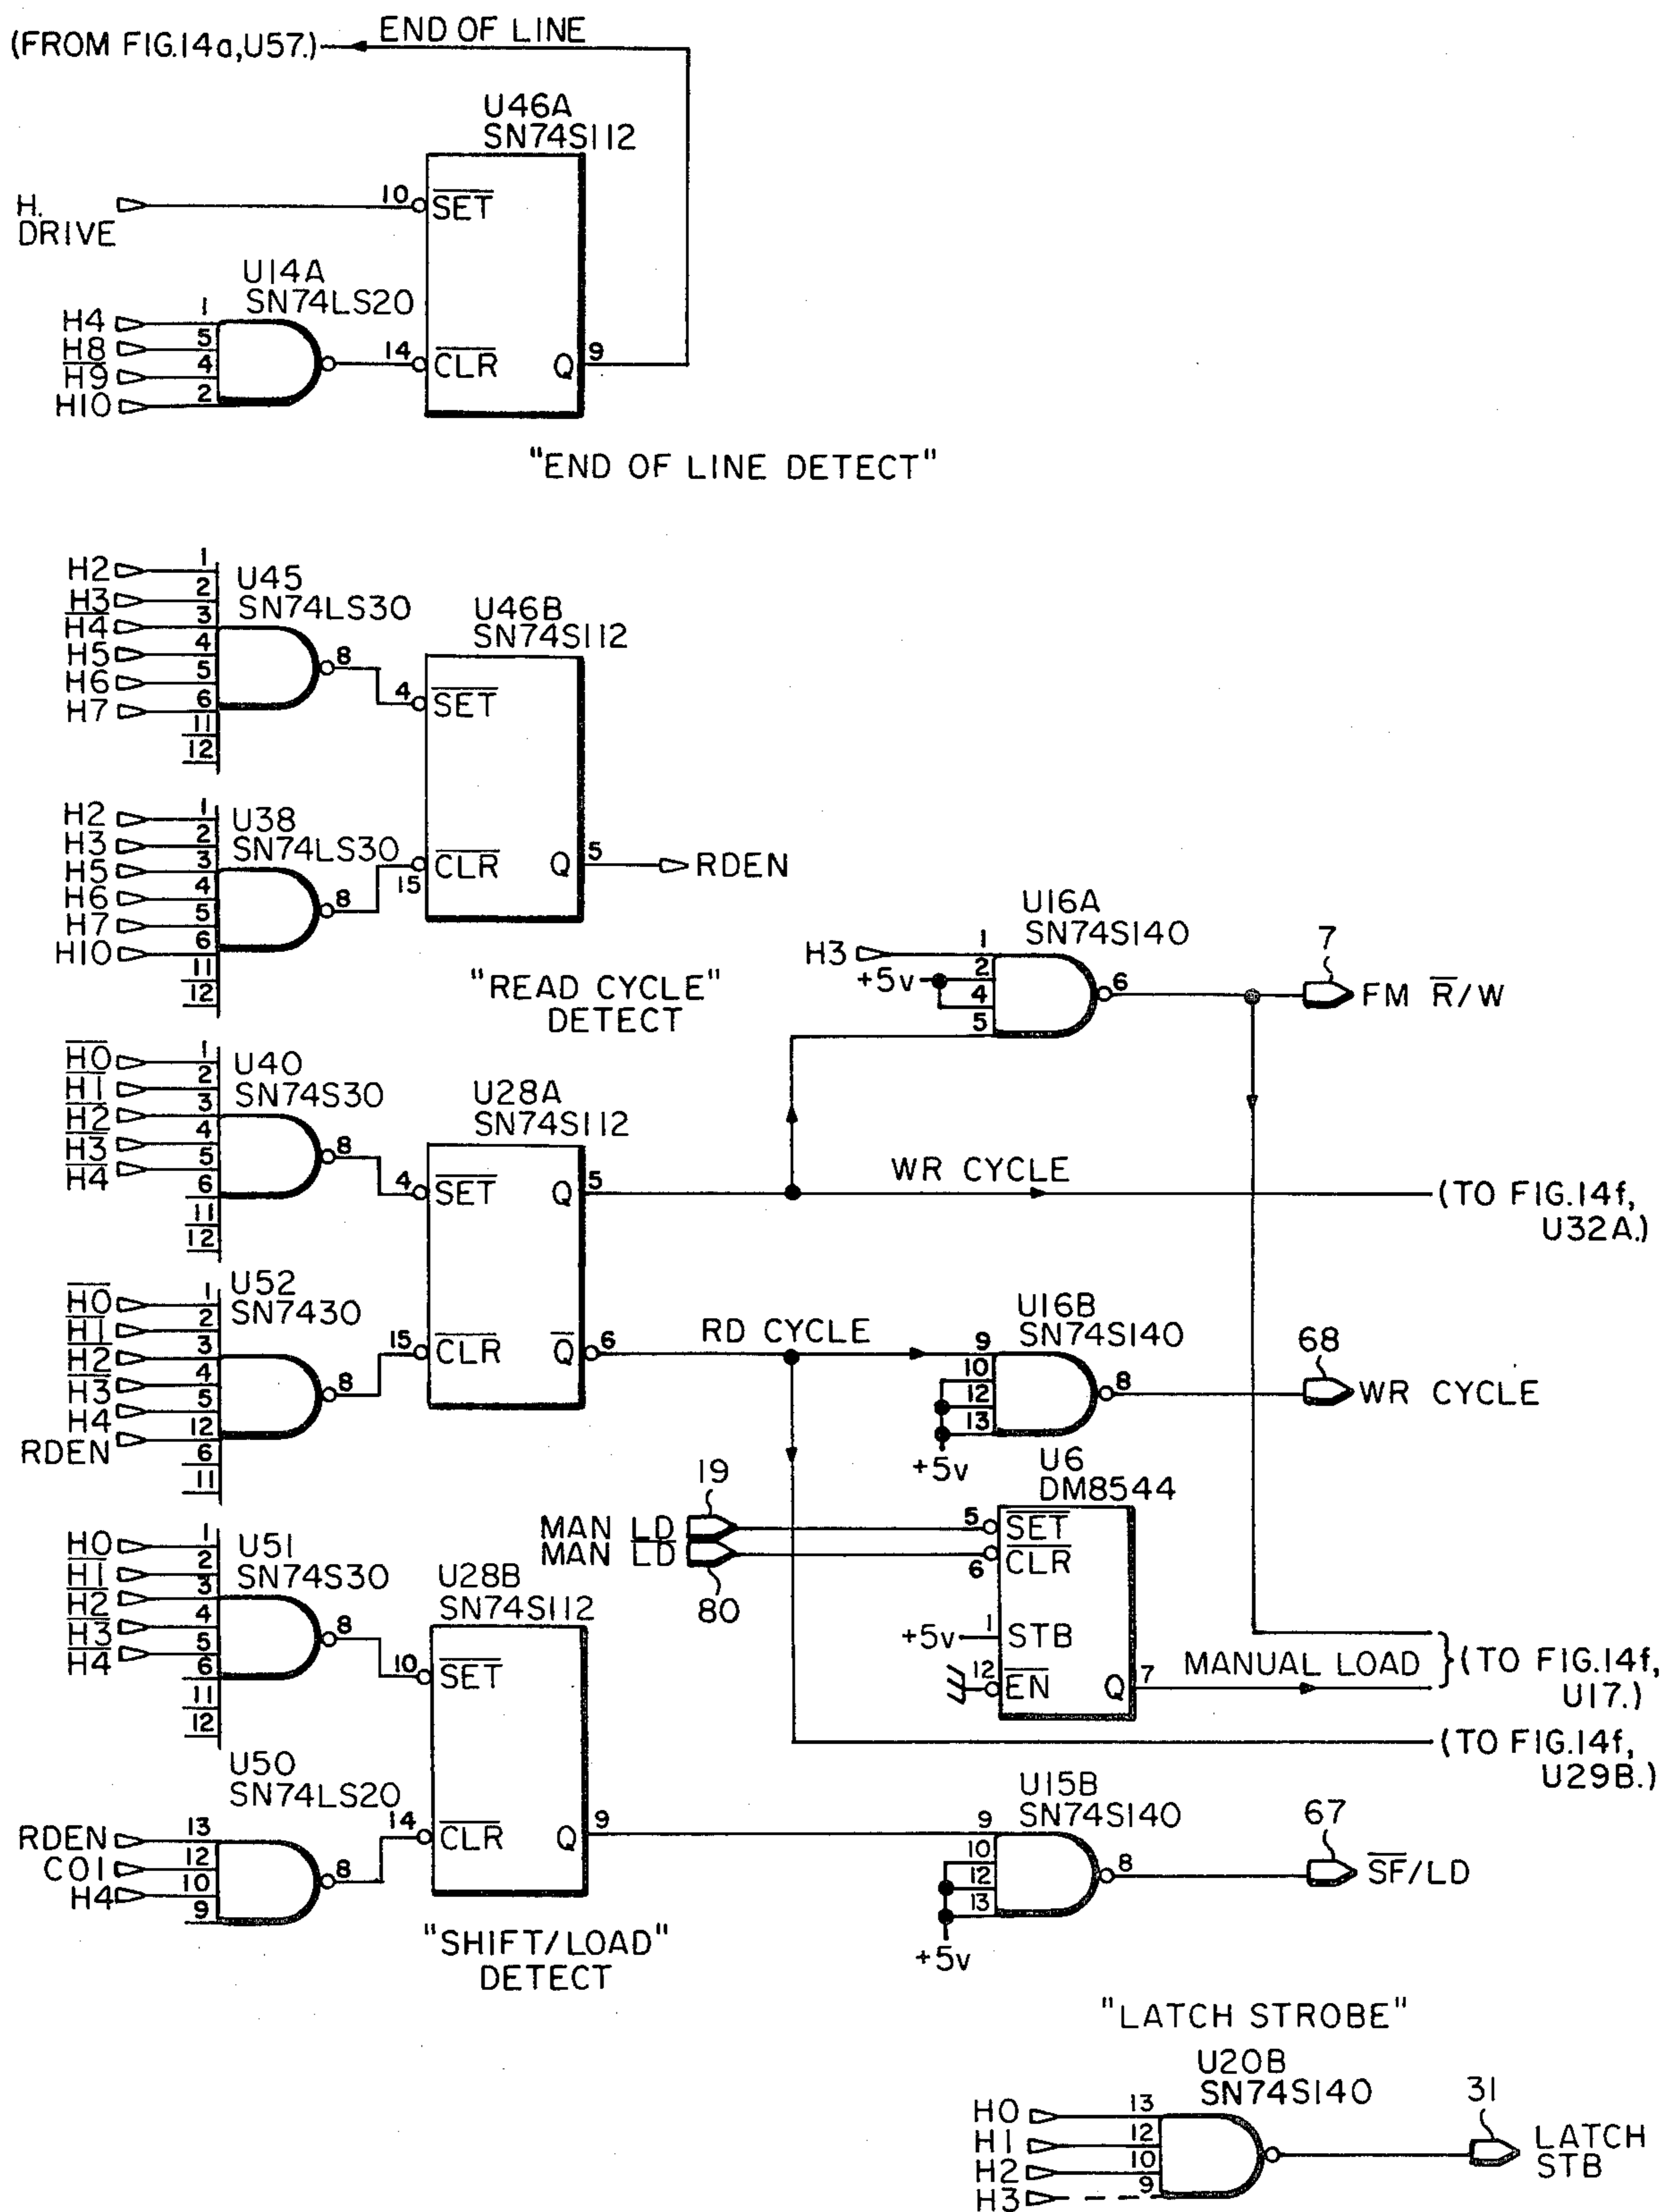 (FROM FIG.14a,U57.) END OF LINE
U46A
SN74S112
H. DRIVE
10 SET
U14A
SN74LS20
H4 1
H8 5
H9 4
H10 2
14 CLR Q 9
"END OF LINE DETECT"
H2 1
H3 2
H4 3
H5 4
H6 5
H7 6
11
12
U45
SN74LS30
8
U46B
SN74S112
4 SET
H2 1
H3 2
H5 3
H6 4
H7 5
H10 6
11
12
U38
SN74LS30
8
15 CLR Q 5 RDEN
"READ CYCLE"
DETECT
U16A
SN74S140
H3 1
+5v 2
4
5
6
7
FM R/W
H0 1
H1 2
H2 3
H3 4
H4 5
6
11
12
U40
SN74S30
8
U28A
SN74S112
4 SET Q 5
WR CYCLE
(TO FIG.14f,
U32A.)
H0 1
H1 2
H2 3
H3 4
H4 5
RDEN 12
6
11
U52
SN7430
8
15 CLR Q 6
RD CYCLE
U16B
SN74S140
9
10
12
13
+5v
8
68
WR CYCLE
U6
DM8544
19
MAN LD
MAN LD
80
5 SET
6 CLR
+5v 1 STB
12 EN Q 7
MANUAL LOAD
(TO FIG.14f,
U17.)
(TO FIG.14f,
U29B.)
H0 1
H1 2
H2 3
H3 4
H4 5
6
11
12
U51
SN74S30
8
U28B
SN74S112
10 SET
U50
SN74LS20
RDEN 13
CO1 12
H4 10
9
8
14 CLR Q 9
"SHIFT/LOAD"
DETECT
U15B
SN74S140
9
10
12
13
+5v
8
67
SF/LD
"LATCH STROBE"
U20B
SN74S140
H0 13
H1 12
H2 10
H3 9
31
LATCH
STB